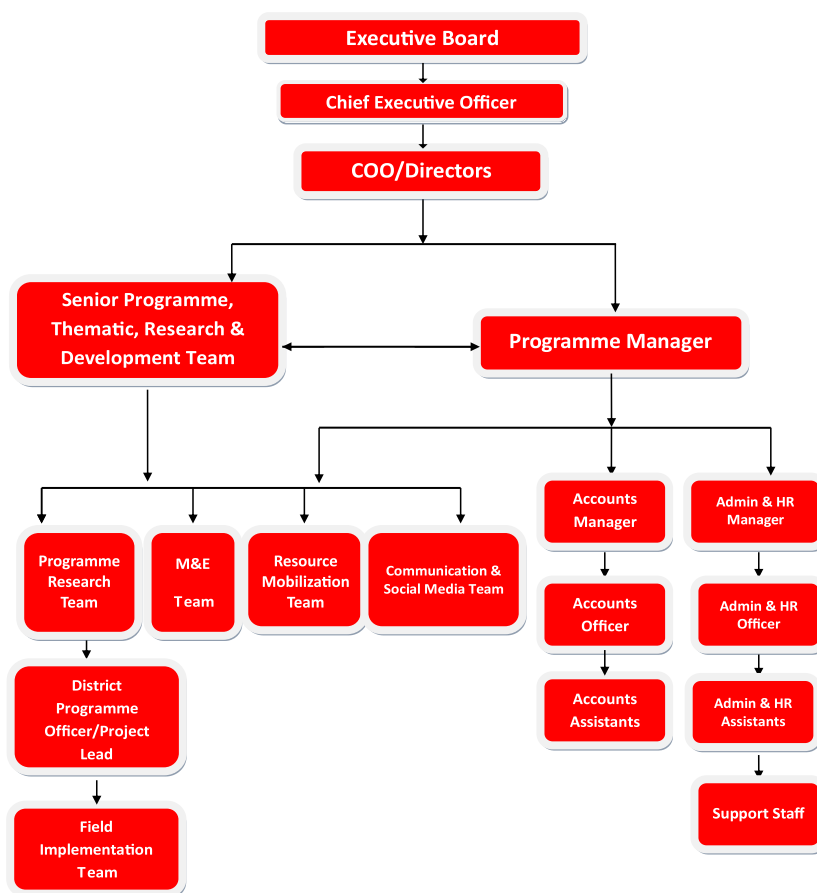 Executive Board
Chief Executive Officer
COO/Directors
Senior Programme,
Thematic, Research &
Development Team
Programme Manager
Accounts
Manager
Admin & HR
Manager
Programme
Research
Team
M&E
Team
Resource
Mobilization
Team
Communication &
Social Media Team
Accounts
Officer
Admin & HR
Officer
District
Programme
Officer/Project
Lead
Accounts
Assistants
Admin & HR
Assistants
Field
Implementation
Team
Support Staff